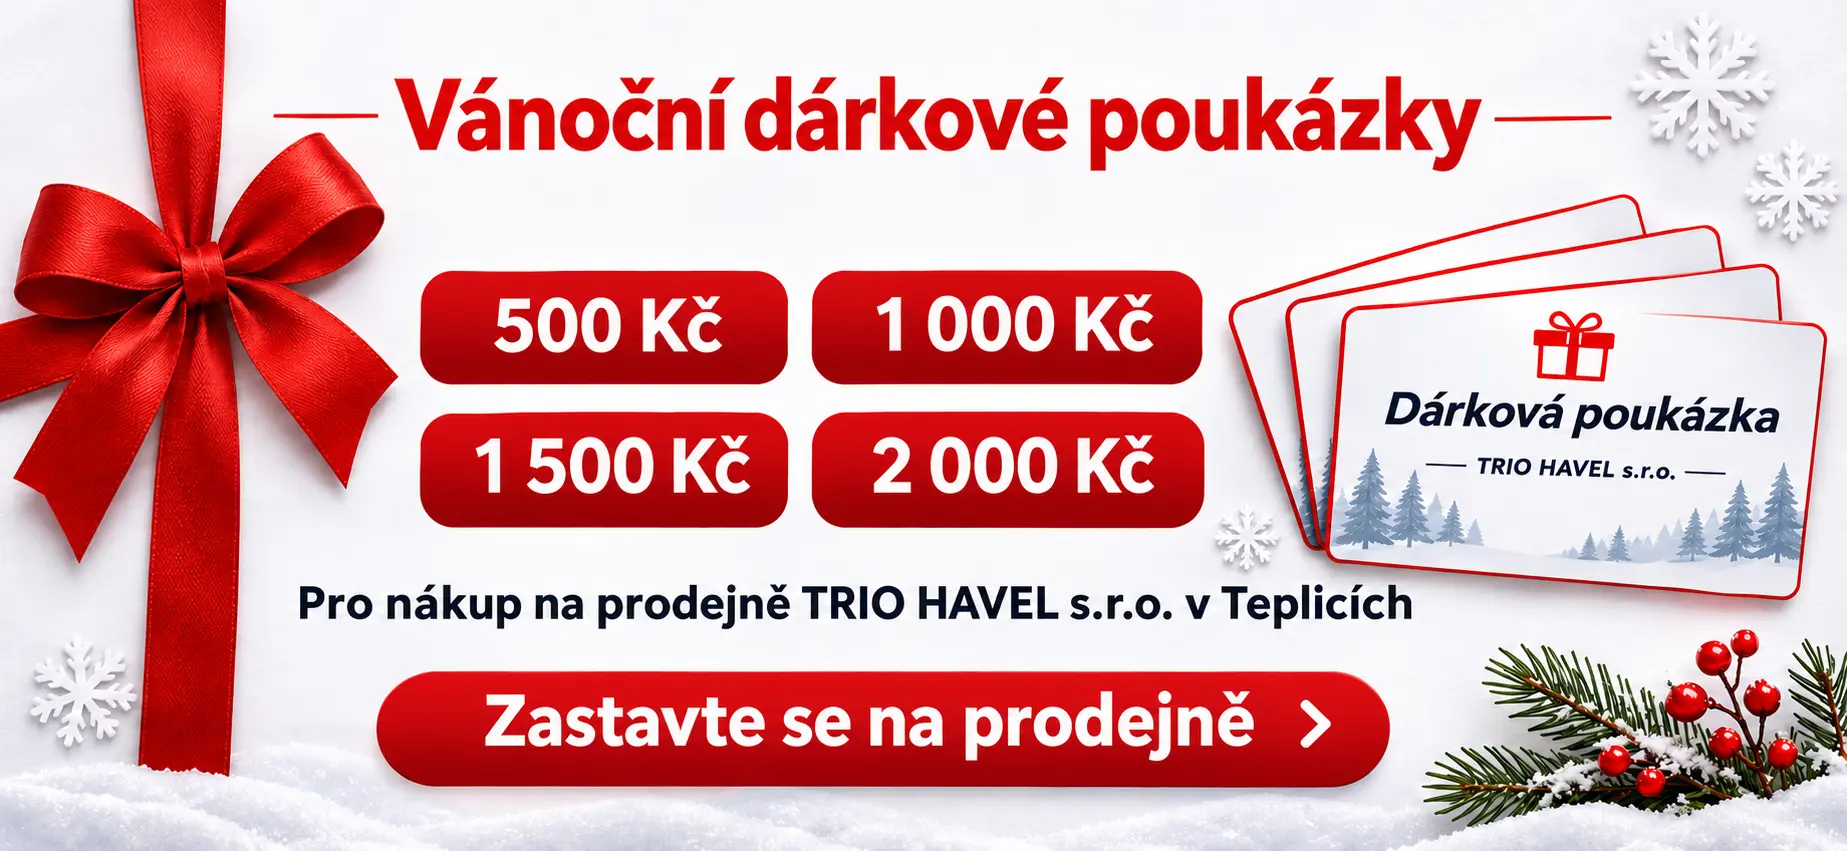 Vánoční dárkové poukázky
500 Kč
1 000 Kč
1 500 Kč
2 000 Kč
Dárková poukázka
TRIO HAVEL s.r.o.
Pro nákup na prodejně TRIO HAVEL s.r.o. v Teplicích
Zastavte se na prodejně